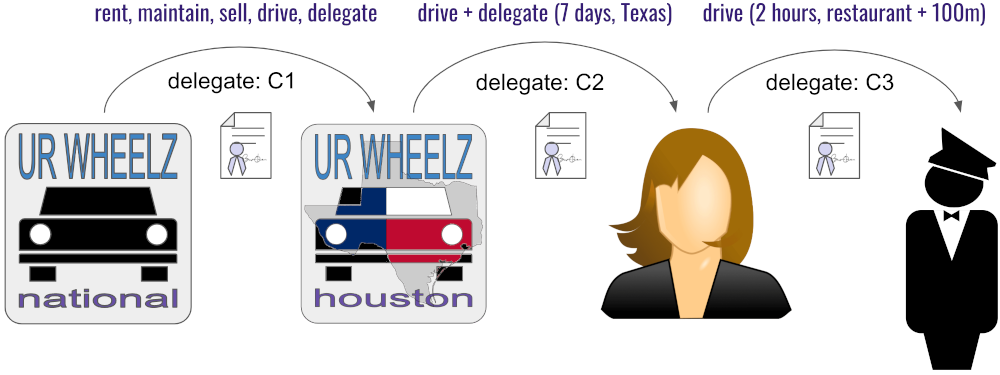 rent, maintain, sell, drive, delegate
drive + delegate (7 days, Texas)
drive (2 hours, restaurant + 100m)
delegate: C1
delegate: C2
delegate: C3
UR WHEELZ
national
UR WHEELZ
houston